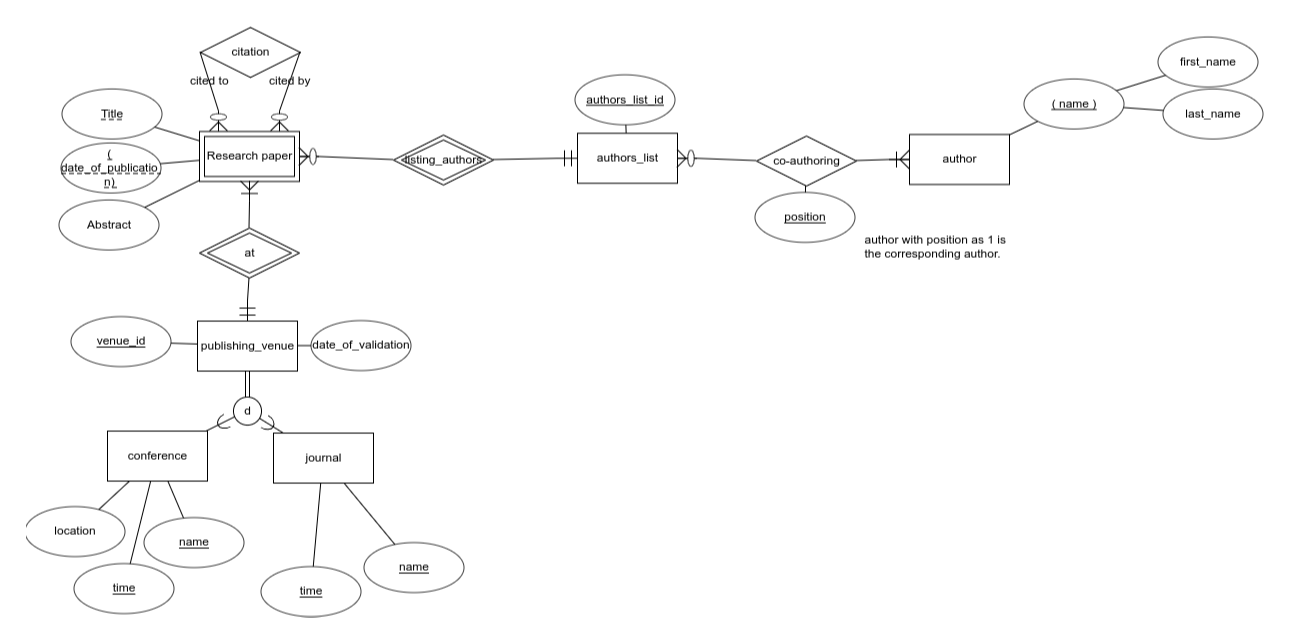 citation
cited to
cited by
first_name
( name )
last_name
authors_list_id
Title
(
date_of_publicatio
n)
Abstract
Research paper
listing_authors
authors_list
co-authoring
author
position
author with position as 1 is
the corresponding author.
at
venue_id
publishing_venue
date_of_validation
d
conference
journal
location
name
time
name
time